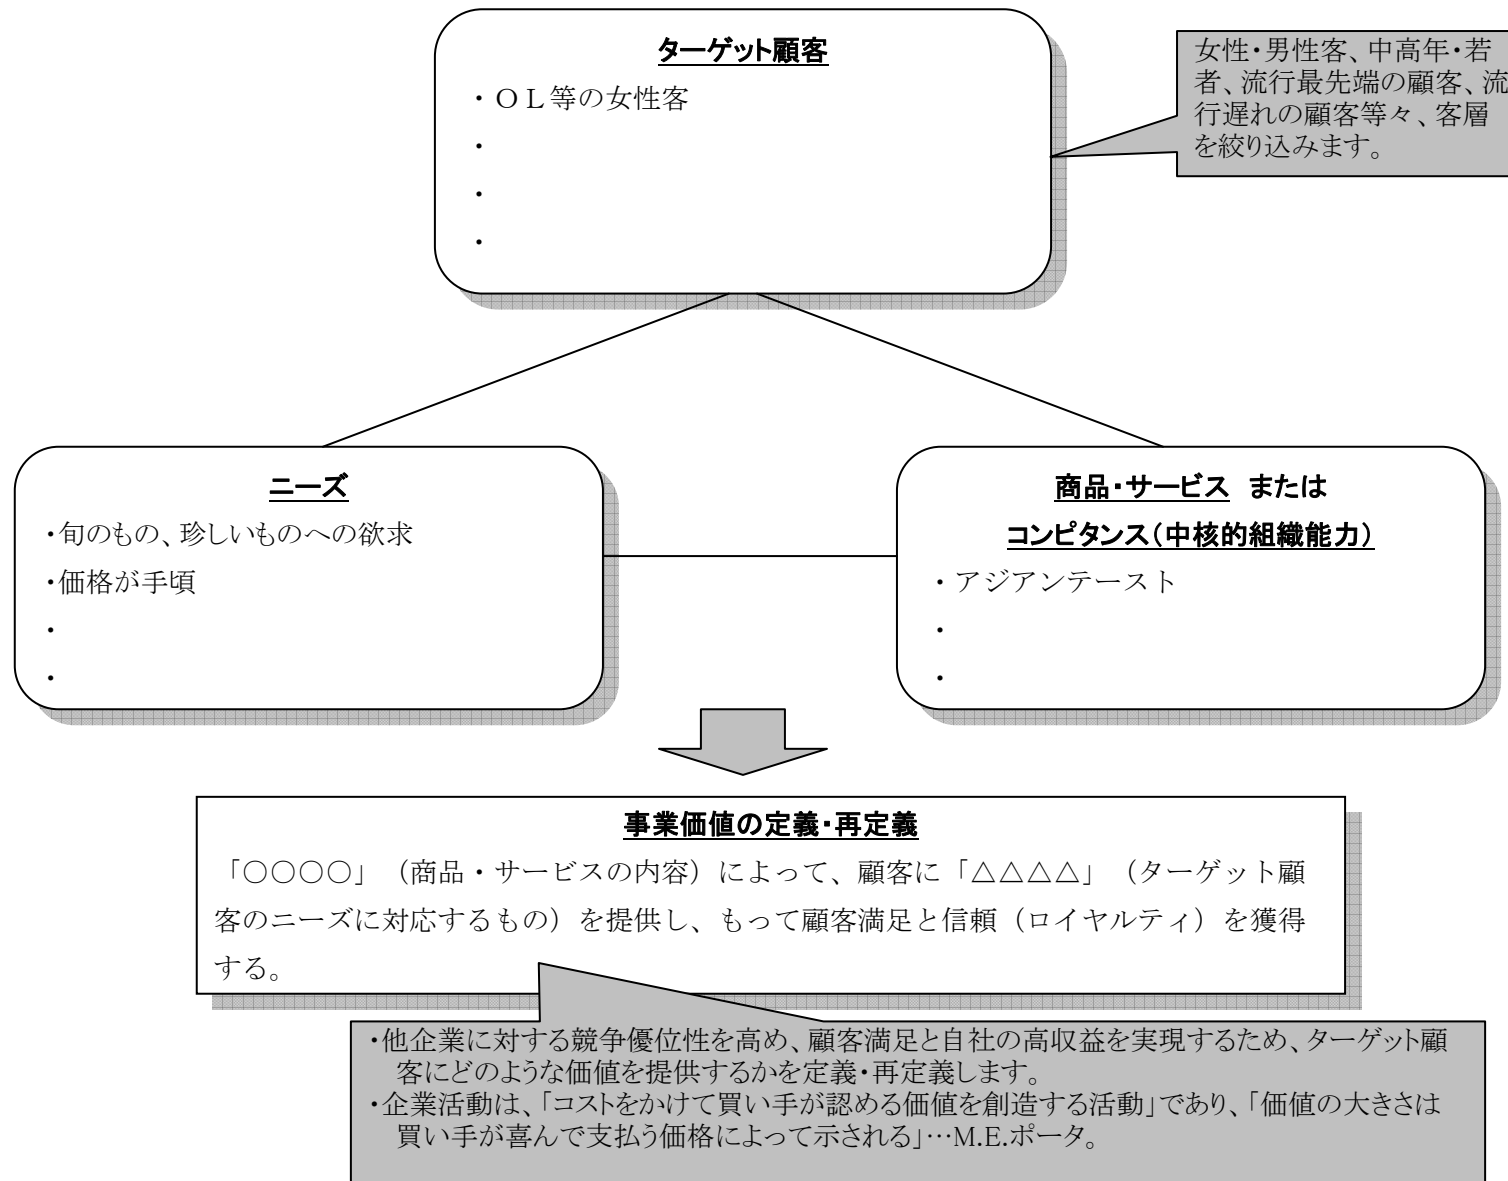 ターゲット顧客
・ＯＬ等の女性客
・
・
・
女性・男性客、中高年・若
者、流行最先端の顧客、流
行遅れの顧客等々、客層
を絞り込みます。
ニーズ
・旬のもの、珍しいものへの欲求
・価格が手頃
・
・
商品・サービス または
コンピタンス（中核的組織能力）
・アジアンテースト
・
・
事業価値の定義・再定義
「○○○○」（商品・サービスの内容）によって、顧客に「△△△△」（ターゲット顧
客のニーズに対応するもの）を提供し、もって顧客満足と信頼（ロイヤルティ）を獲得
する。
・他企業に対する競争優位性を高め、顧客満足と自社の高収益を実現するため、ターゲット顧
客にどのような価値を提供するかを定義・再定義します。
・企業活動は、「コストをかけて買い手が認める価値を創造する活動」であり、「価値の大きさは
買い手が喜んで支払う価格によって示される」…M.E.ポータ。